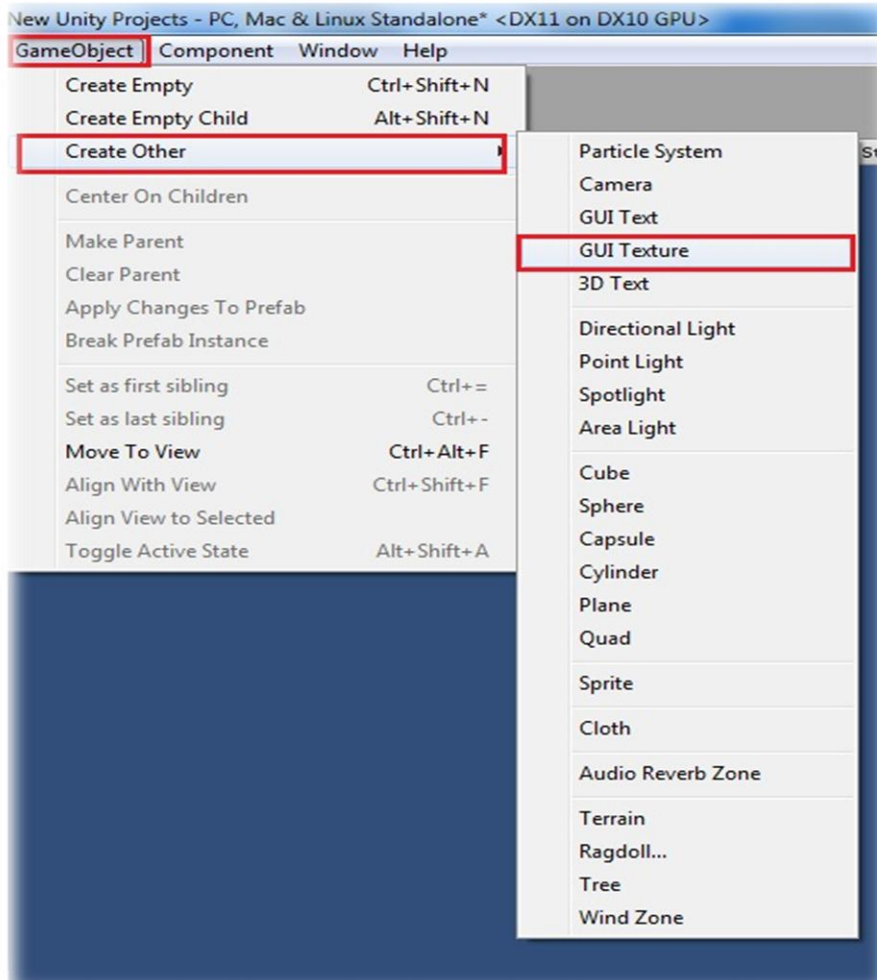 New Unity Projects - PC, Mac & Linux Standalone* <DX11 on DX10 GPU>
GameObject Component Window Help
Create Empty Ctrl+Shift+N
Create Empty Child Alt+Shift+N
Create Other
Center On Children
Make Parent
Clear Parent
Apply Changes To Prefab
Break Prefab Instance
Set as first sibling Ctrl+=
Set as last sibling Ctrl+-
Move To View Ctrl+Alt+F
Align With View Ctrl+Shift+F
Align View to Selected
Toggle Active State Alt+Shift+A
Particle System
Camera
GUI Text
GUI Texture
3D Text
Directional Light
Point Light
Spotlight
Area Light
Cube
Sphere
Capsule
Cylinder
Plane
Quad
Sprite
Cloth
Audio Reverb Zone
Terrain
Ragdoll...
Tree
Wind Zone